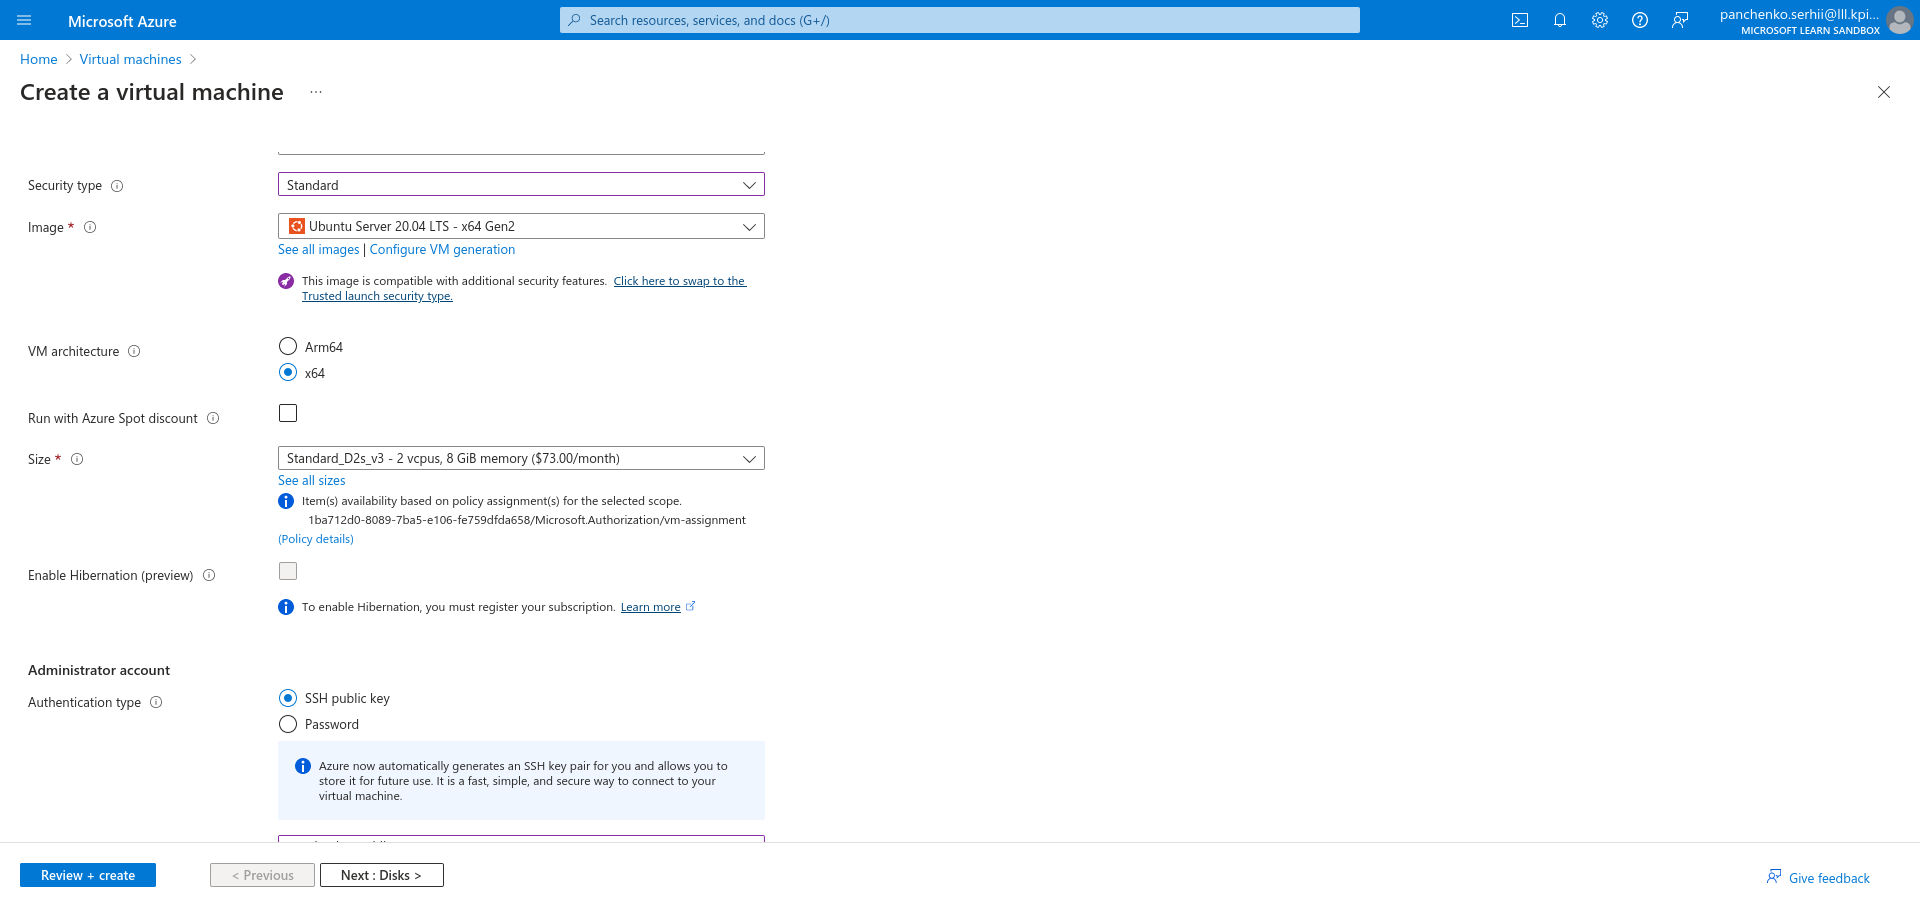 Microsoft Azure
Search resources, services, and docs (G+/)
panchenko.serhii@lll.kpi...
MICROSOFT LEARN SANDBOX
Home > Virtual machines >
Create a virtual machine ...
Security type
Standard
Image *
Ubuntu Server 20.04 LTS - x64 Gen2
See all images | Configure VM generation
This image is compatible with additional security features. Click here to swap to the
Trusted launch security type.
VM architecture
Arm64
x64
Run with Azure Spot discount
Size *
Standard_D2s_v3 - 2 vcpus, 8 GiB memory ($73.00/month)
See all sizes
Item(s) availability based on policy assignment(s) for the selected scope.
1ba712d0-8089-7ba5-e106-fe759dfda658/Microsoft.Authorization/vm-assignment
(Policy details)
Enable Hibernation (preview)
To enable Hibernation, you must register your subscription. Learn more
Administrator account
Authentication type
SSH public key
Password
Azure now automatically generates an SSH key pair for you and allows you to
store it for future use. It is a fast, simple, and secure way to connect to your
virtual machine.
Review + create
< Previous
Next : Disks >
Give feedback